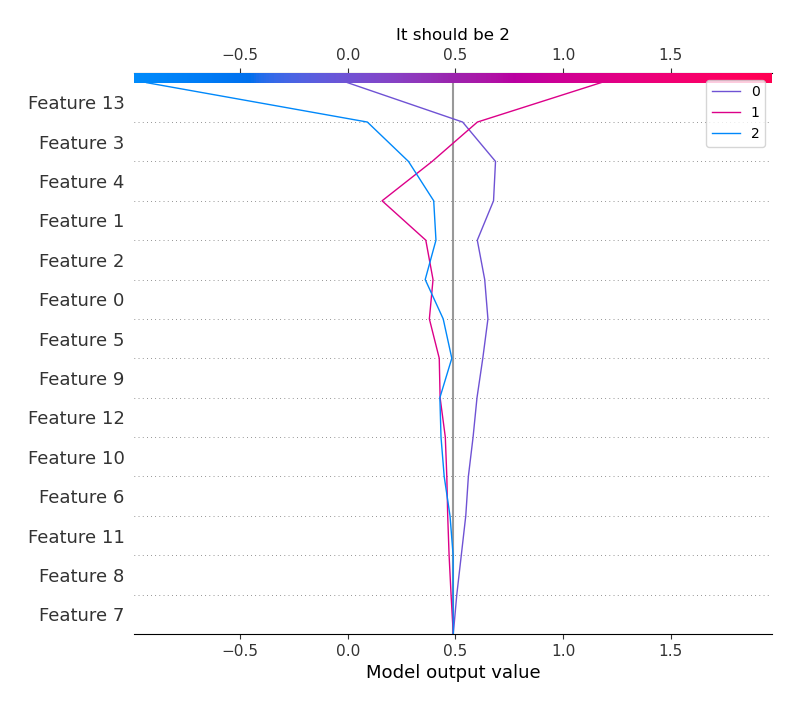 It should be 2
−0.5 0.0 0.5 1.0 1.5
0
1
2
Feature 13
Feature 3
Feature 4
Feature 1
Feature 2
Feature 0
Feature 5
Feature 9
Feature 12
Feature 10
Feature 6
Feature 11
Feature 8
Feature 7
−0.5 0.0 0.5 1.0 1.5
Model output value